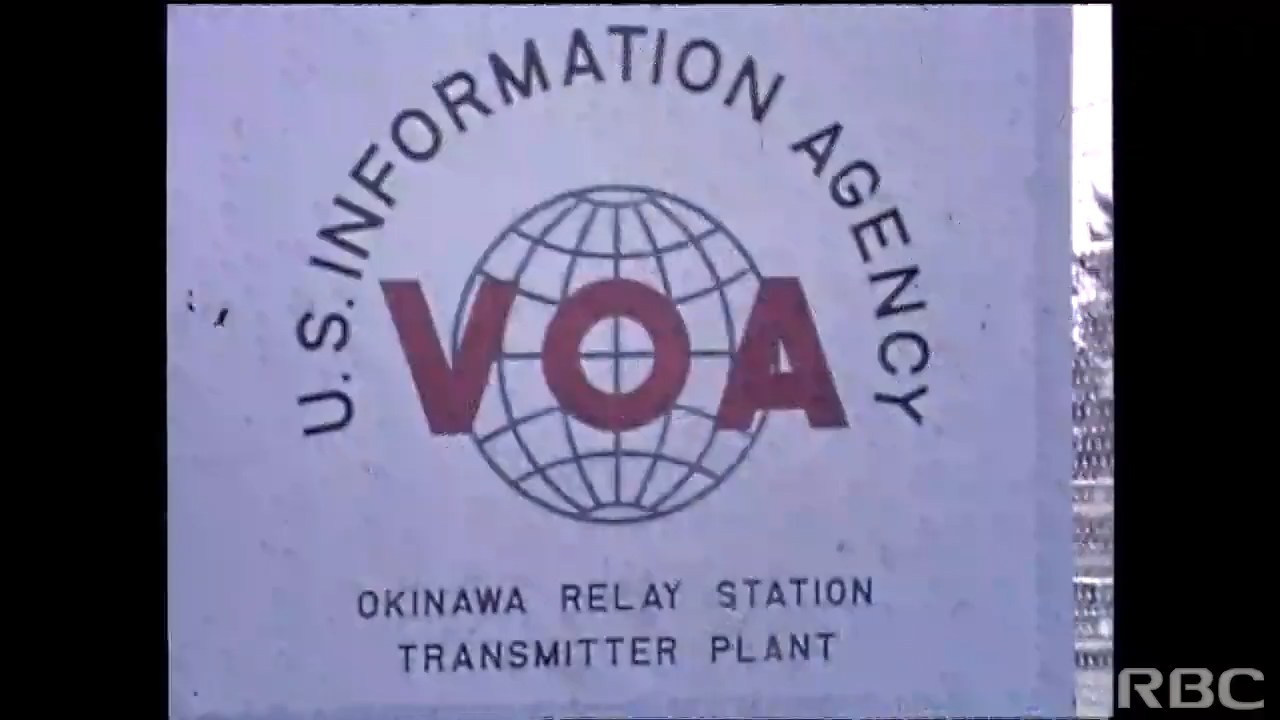 U.S. INFORMATION AGENCY
VOA
OKINAWA RELAY STATION
TRANSMITTER PLANT
RBC